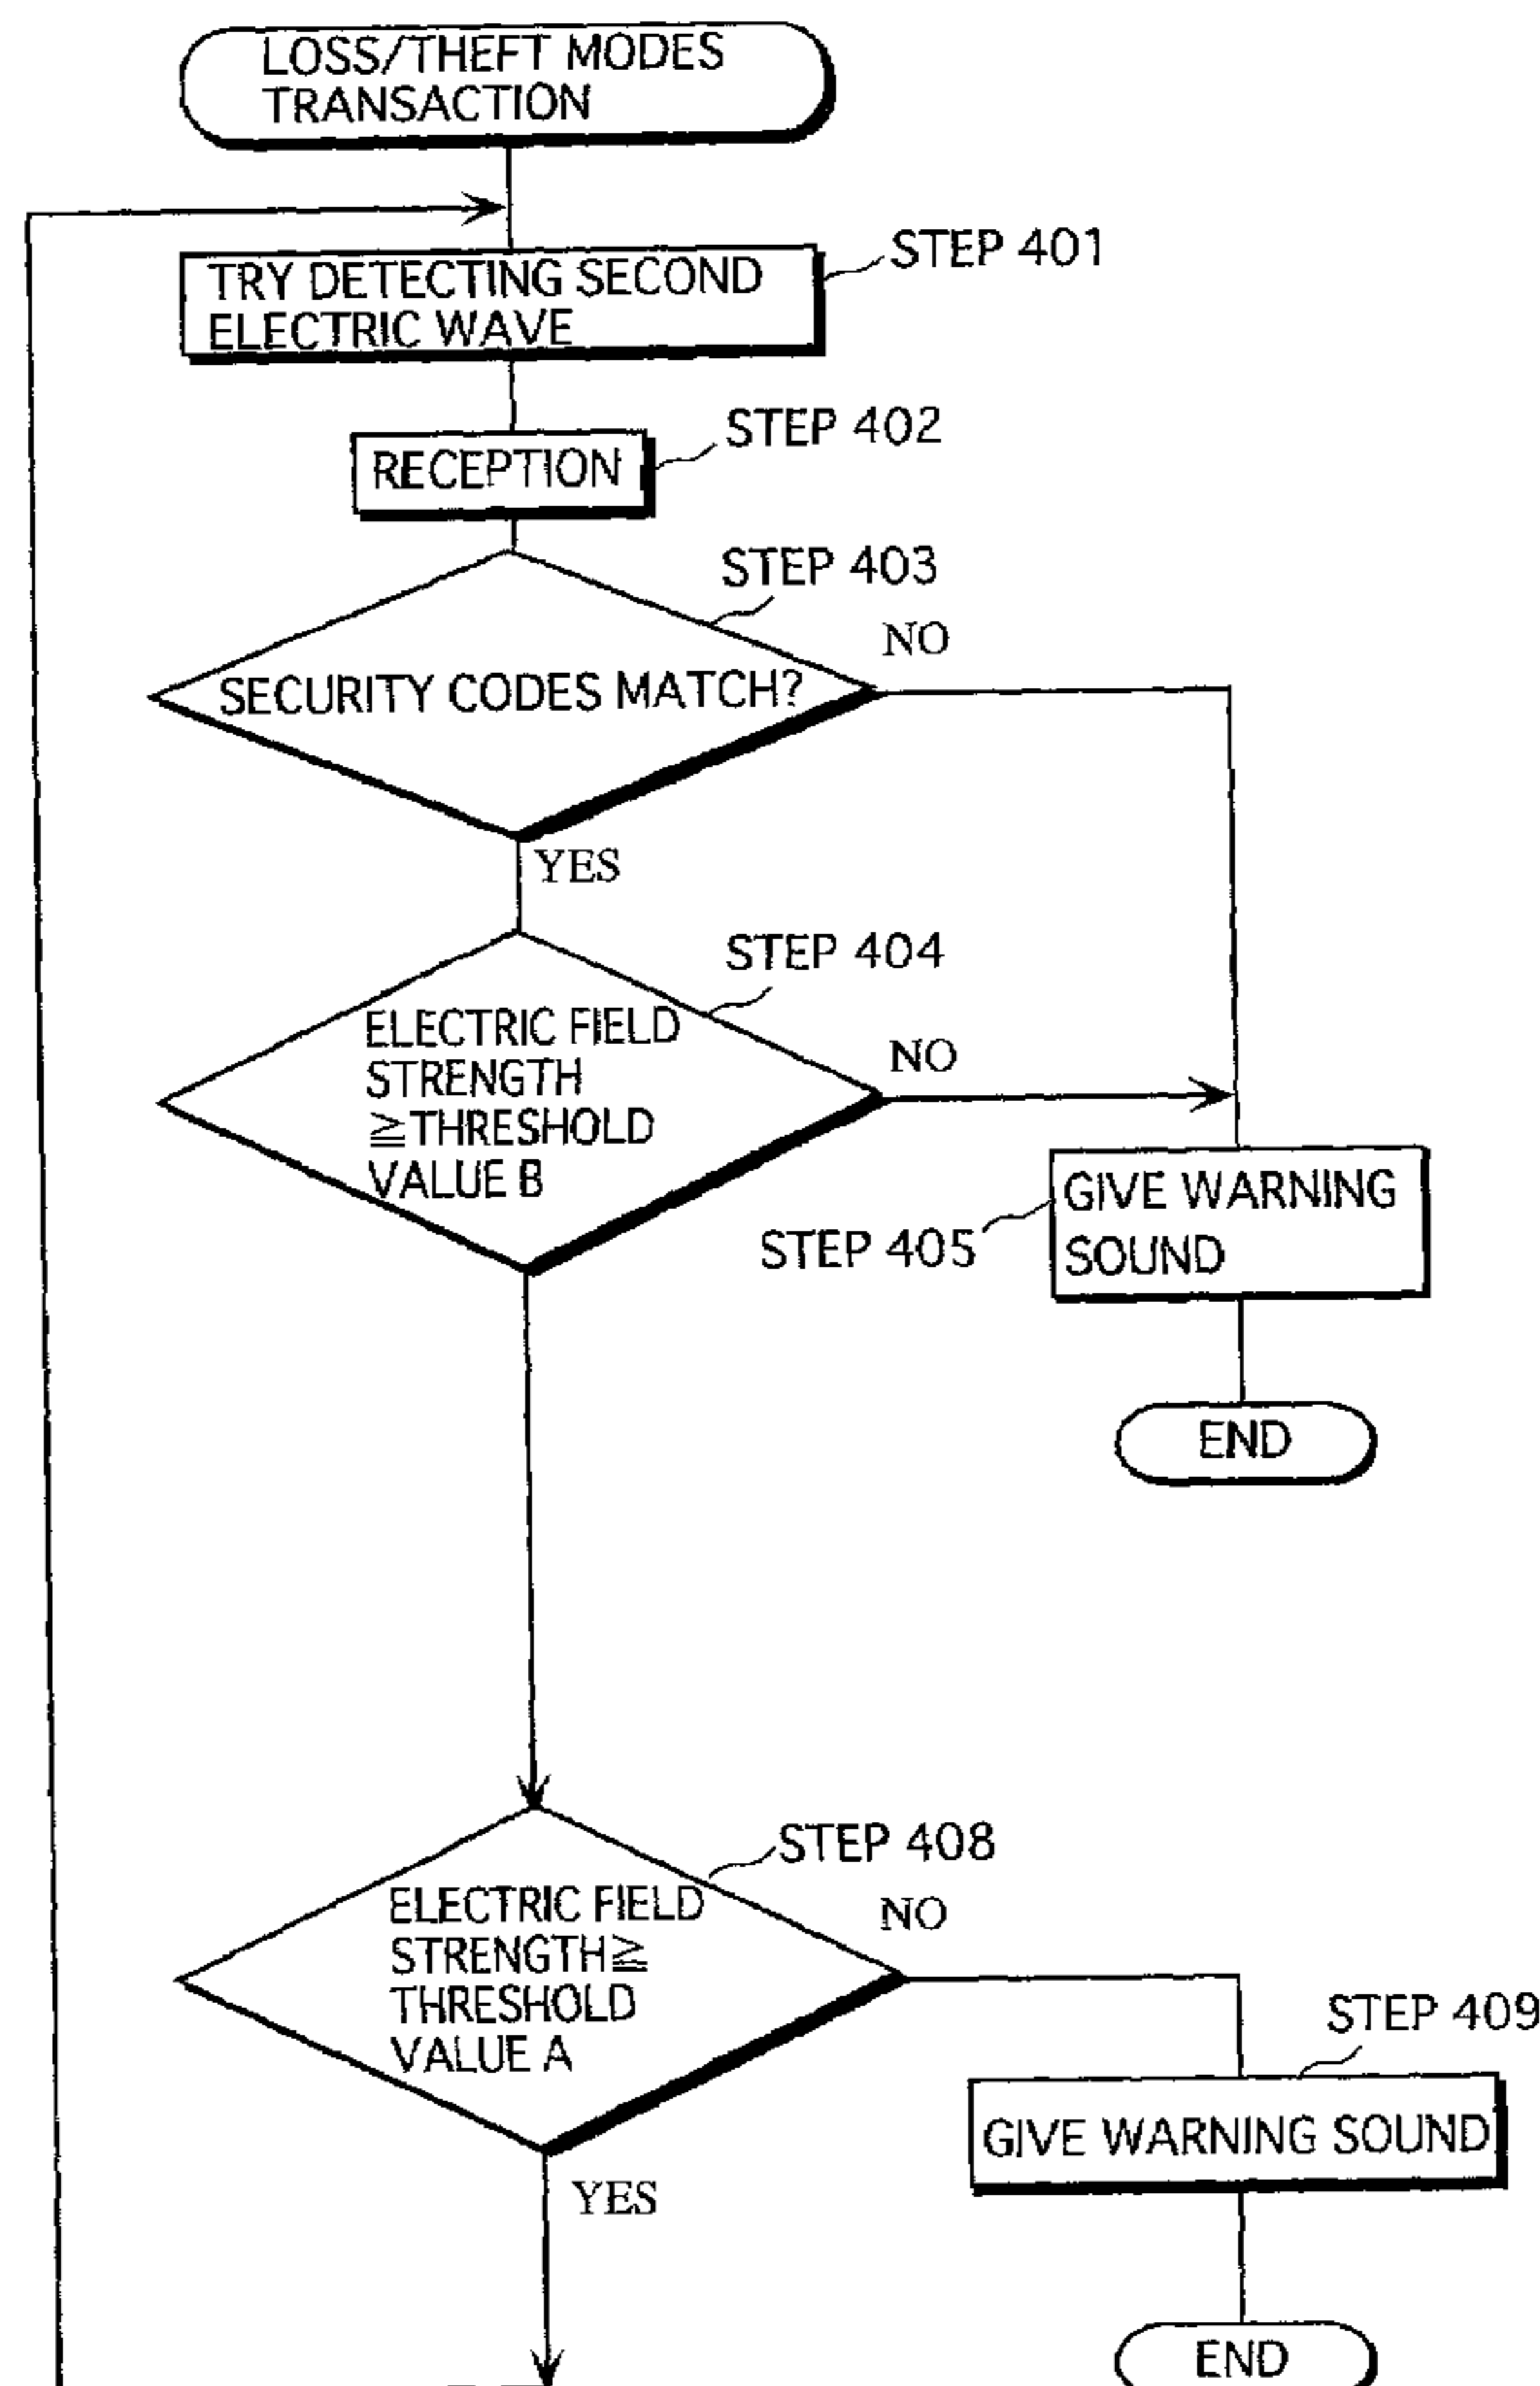 LOSS/THEFT MODES
TRANSACTION
STEP 401
TRY DETECTING SECOND
ELECTRIC WAVE
STEP 402
RECEPTION
STEP 403
NO
SECURITY CODES MATCH?
YES
STEP 404
ELECTRIC FIELD
STRENGTH
≧THRESHOLD
VALUE B
NO
GIVE WARNING
SOUND
STEP 405
END
STEP 408
ELECTRIC FIELD
STRENGTH≧
THRESHOLD
VALUE A
NO
STEP 409
GIVE WARNING SOUND
YES
END